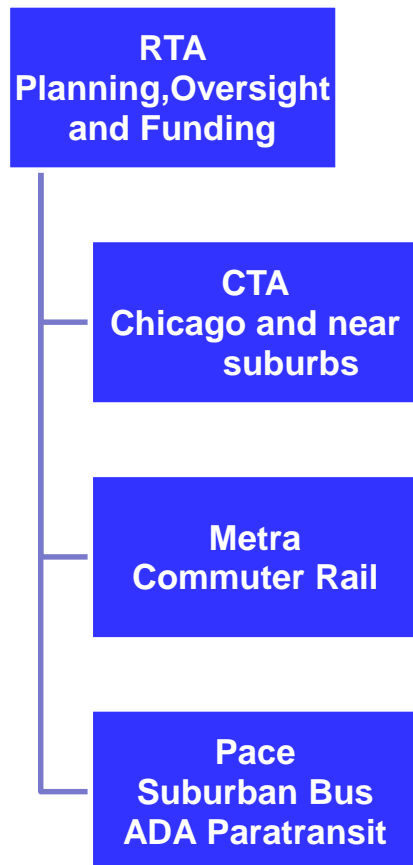 RTA
Planning,Oversight
and Funding
CTA
Chicago and near
suburbs
Metra
Commuter Rail
Pace
Suburban Bus
ADA Paratransit